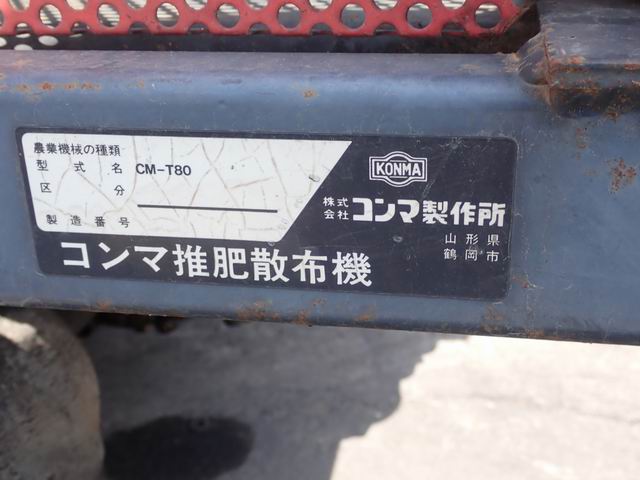 農業機械の種類
型式名 CM-T80
区分
製造番号
コンマ推肥散布機
KONMA
株式会社 コンマ製作所
山形県
鶴岡市